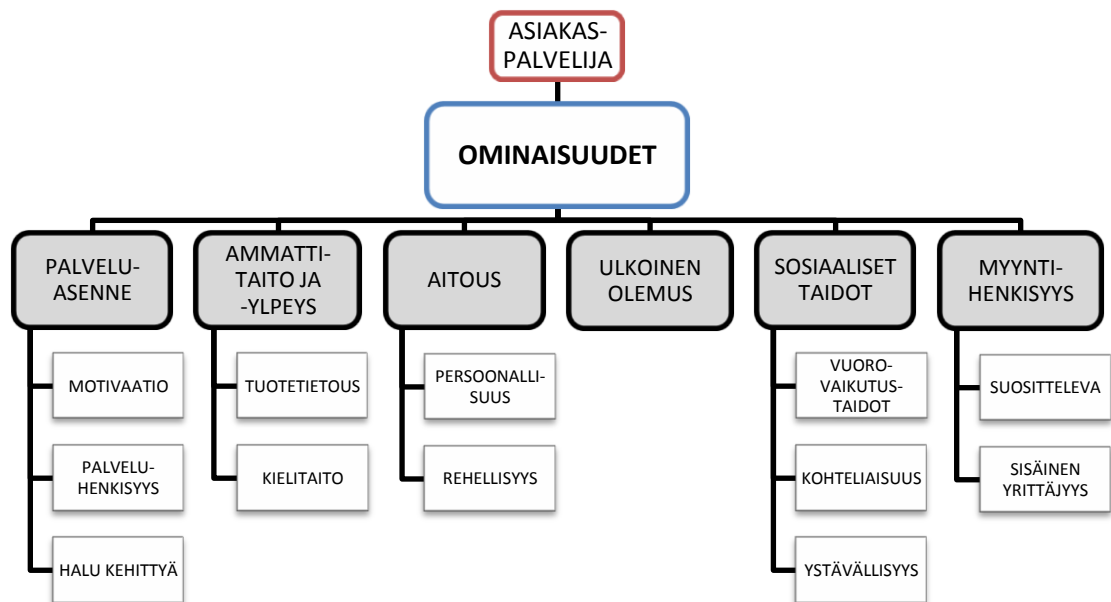 ASIAKAS-
PALVELIJA
OMINAISUUDET
PALVELU-
ASENNE
AMMATTI-
TAITO JA
-YLPEYS
AITOUS
ULKOINEN
OLEMUS
SOSIAALISET
TAIDOT
MYYNTI-
HENKISYYS
MOTIVAATIO
TUOTETIETOUS
PERSOONALLI-
SUUS
VUORO-
VAIKUTUS-
TAIDOT
SUOSITTELEVA
PALVELU-
HENKISYYS
KIELITAITO
REHELLISYYS
KOHTELIAISUUS
SISÄINEN
YRITTÄJYYS
HALU KEHITTYÄ
YSTÄVÄLLISYYS